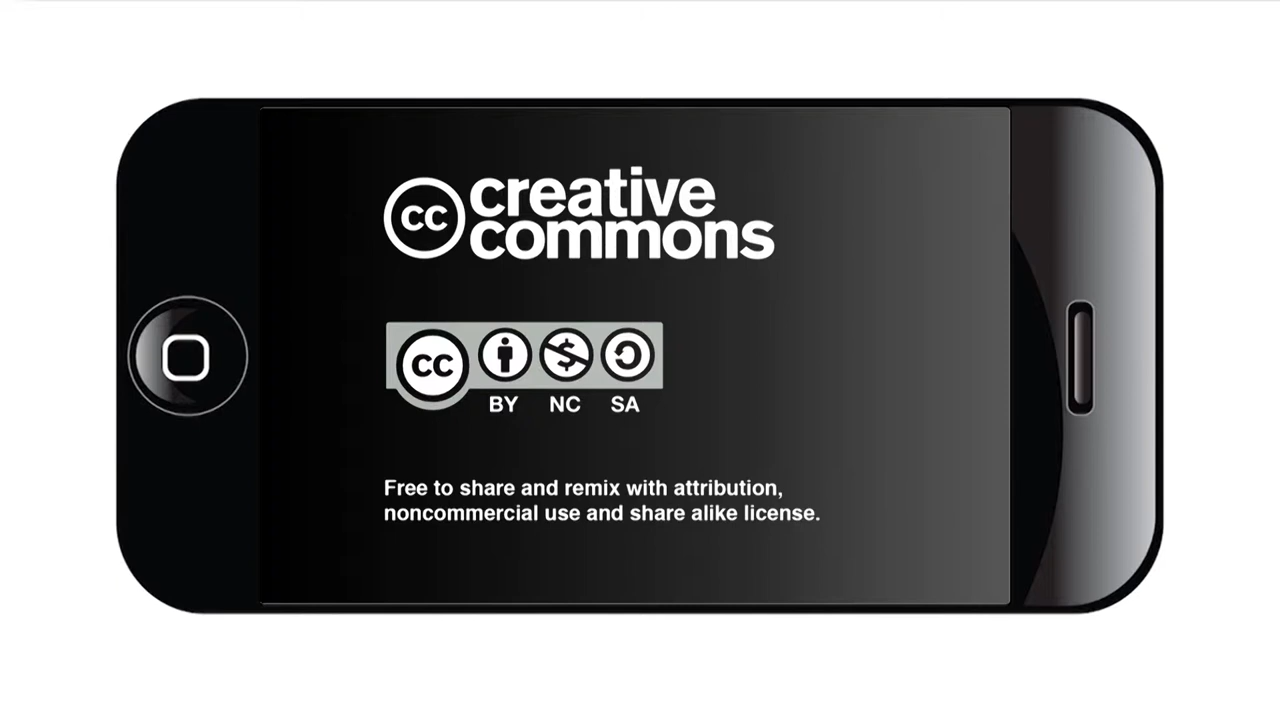 cc creative
commons
cc
BY NC SA
Free to share and remix with attribution,
noncommercial use and share alike license.